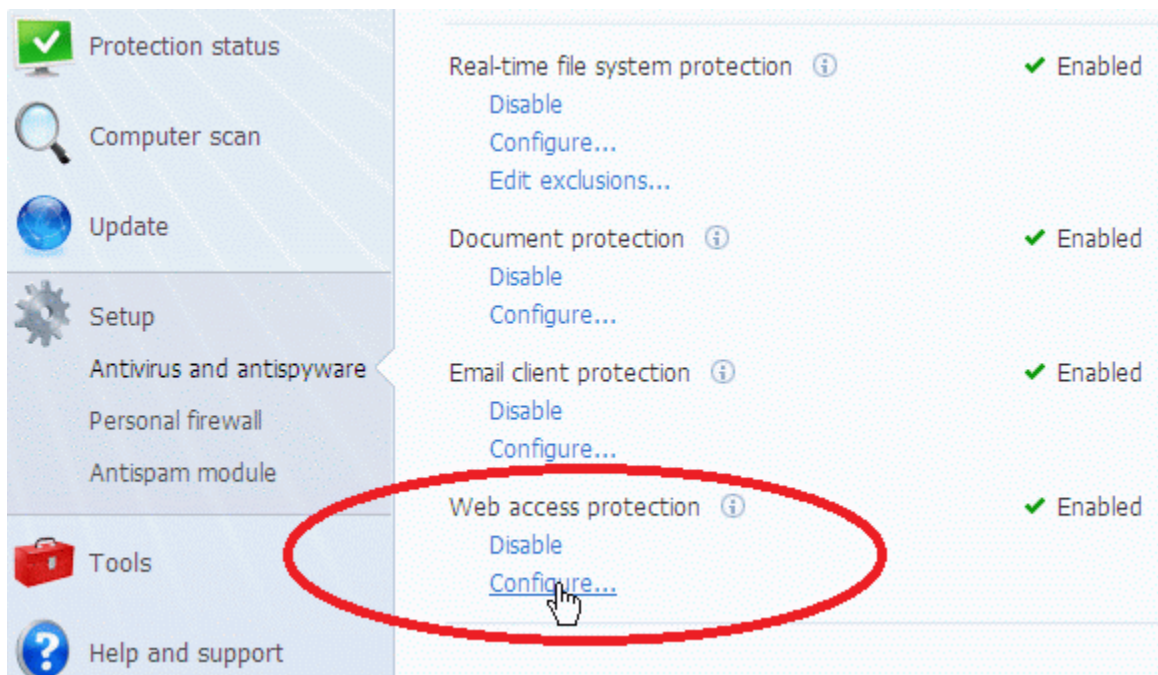 Protection status
Computer scan
Update
Setup
Antivirus and antispyware
Personal firewall
Antispam module
Tools
Help and support
Real-time file system protection Enabled
Disable
Configure...
Edit exclusions...
Document protection Enabled
Disable
Configure...
Email client protection Enabled
Disable
Configure...
Web access protection Enabled
Disable
Configure...